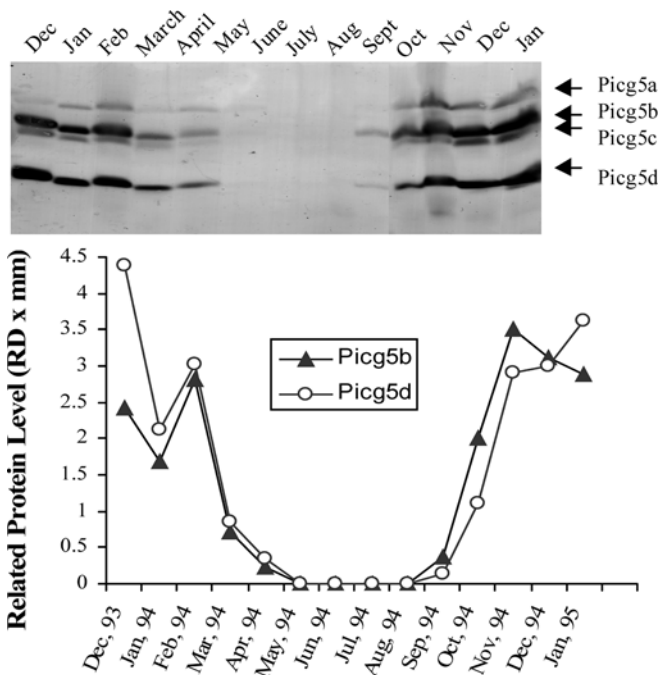 Dec Jan Feb March April May June July Aug Sept Oct Nov Dec Jan
Picg5a
Picg5b
Picg5c
Picg5d
Related Protein Level (RD x mm)
4.5
4
3.5
3
2.5
2
1.5
1
0.5
0
Picg5b
Picg5d
Dec, 93 Jan, 94 Feb, 94 Mar, 94 Apr, 94 May, 94 Jun, 94 Jul, 94 Aug, 94 Sep, 94 Oct, 94 Nov, 94 Dec, 94 Jan, 95